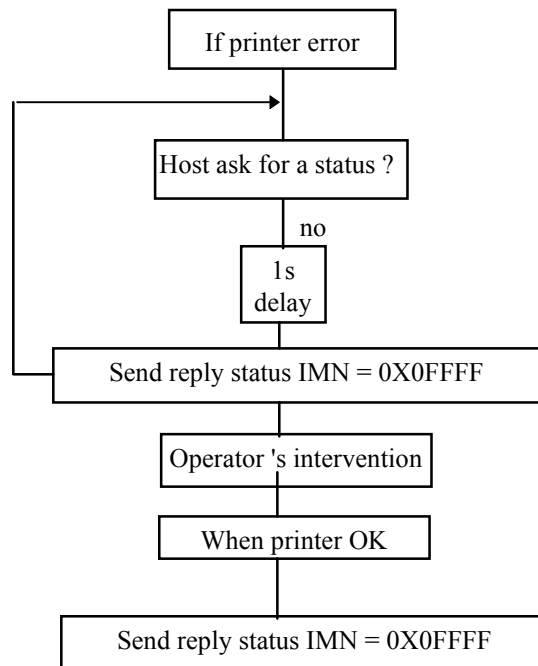 If printer error
Host ask for a status ?
no
1s
delay
Send reply status IMN = 0X0FFFF
Operator 's intervention
When printer OK
Send reply status IMN = 0X0FFFF